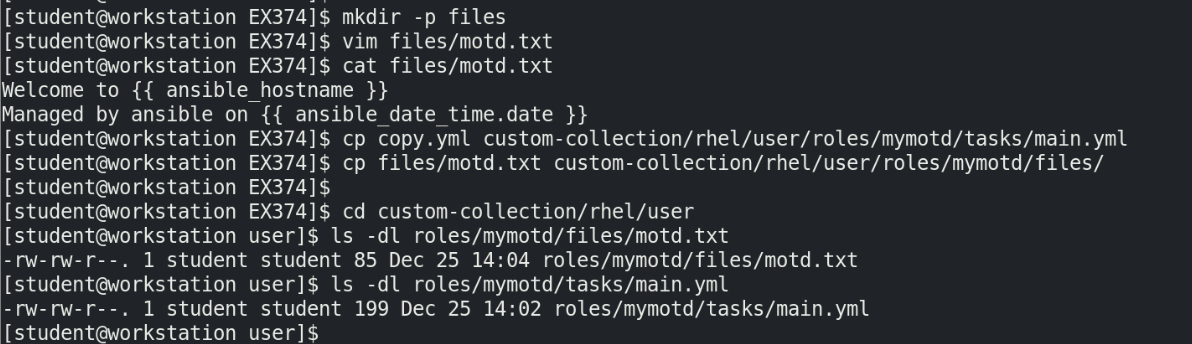 [student@workstation EX374]$ mkdir -p files
[student@workstation EX374]$ vim files/motd.txt
[student@workstation EX374]$ cat files/motd.txt
Welcome to {{ ansible_hostname }}
Managed by ansible on {{ ansible_date_time.date }}
[student@workstation EX374]$ cp copy.yml custom-collection/rhel/user/roles/mymotd/tasks/main.yml
[student@workstation EX374]$ cp files/motd.txt custom-collection/rhel/user/roles/mymotd/files/
[student@workstation EX374]$
[student@workstation EX374]$ cd custom-collection/rhel/user
[student@workstation user]$ ls -dl roles/mymotd/files/motd.txt
-rw-rw-r--. 1 student student 85 Dec 25 14:04 roles/mymotd/files/motd.txt
[student@workstation user]$ ls -dl roles/mymotd/tasks/main.yml
-rw-rw-r--. 1 student student 199 Dec 25 14:02 roles/mymotd/tasks/main.yml
[student@workstation user]$